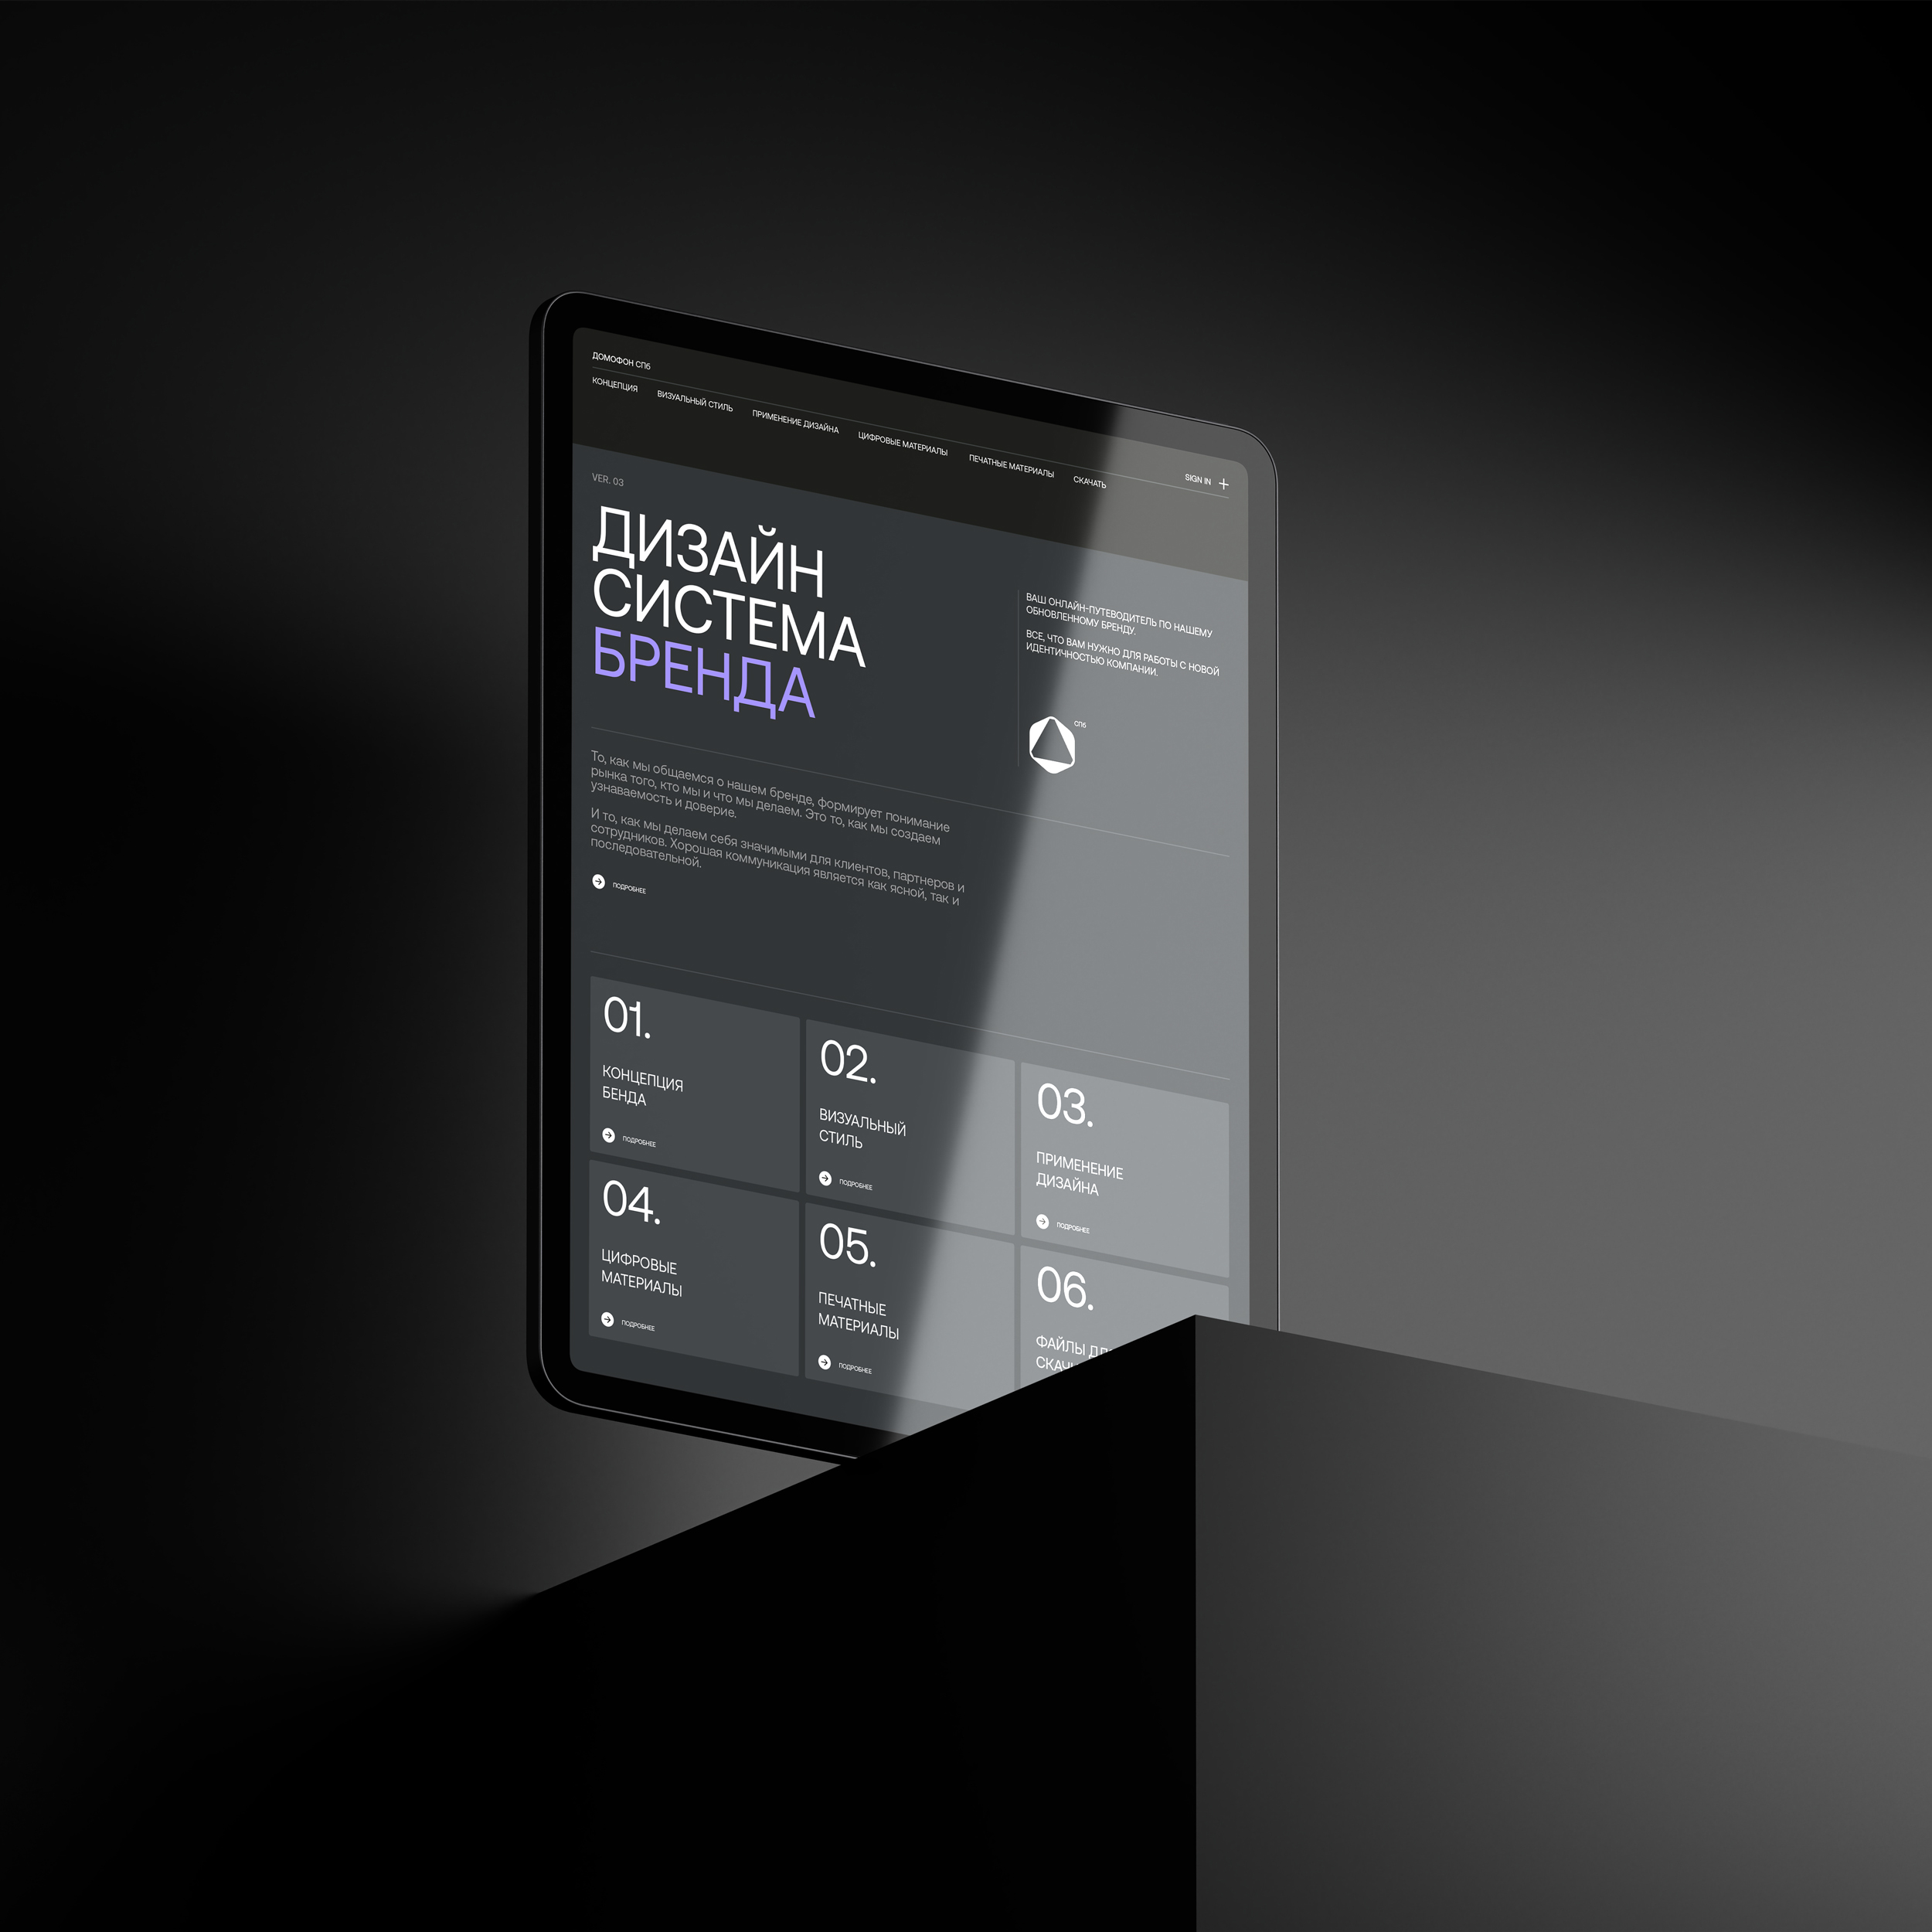 ДОМОФОН СПб
КОНЦЕПЦИЯ ВИЗУАЛЬНЫЙ СТИЛЬ ПРИМЕНЕНИЕ ДИЗАЙНА ЦИФРОВЫЕ МАТЕРИАЛЫ ПЕЧАТНЫЕ МАТЕРИАЛЫ СКАЧАТЬ
SIGN IN
VER. 03
ДИЗАЙН
СИСТЕМА
БРЕНДА
ВАШ ОНЛАЙН-ПУТЕВОДИТЕЛЬ ПО НАШЕМУ
ОБНОВЛЕННОМУ БРЕНДУ.
ВСЕ, ЧТО ВАМ НУЖНО ДЛЯ РАБОТЫ С НОВОЙ
ИДЕНТИЧНОСТЬЮ КОМПАНИИ.
СПб
То, как мы общаемся о нашем бренде, формирует понимание
рынка того, кто мы и что мы делаем. Это то, как мы создаем
узнаваемость и доверие.
И то, как мы делаем себя значимыми для клиентов, партнеров и
сотрудников. Хорошая коммуникация является как ясной, так и
последовательной.
ПОДРОБНЕЕ
01.
КОНЦЕПЦИЯ
БЕНДА
ПОДРОБНЕЕ
02.
ВИЗУАЛЬНЫЙ
СТИЛЬ
ПОДРОБНЕЕ
03.
ПРИМЕНЕНИЕ
ДИЗАЙНА
ПОДРОБНЕЕ
04.
ЦИФРОВЫЕ
МАТЕРИАЛЫ
ПОДРОБНЕЕ
05.
ПЕЧАТНЫЕ
МАТЕРИАЛЫ
ПОДРОБНЕЕ
06.
ФАЙЛЫ